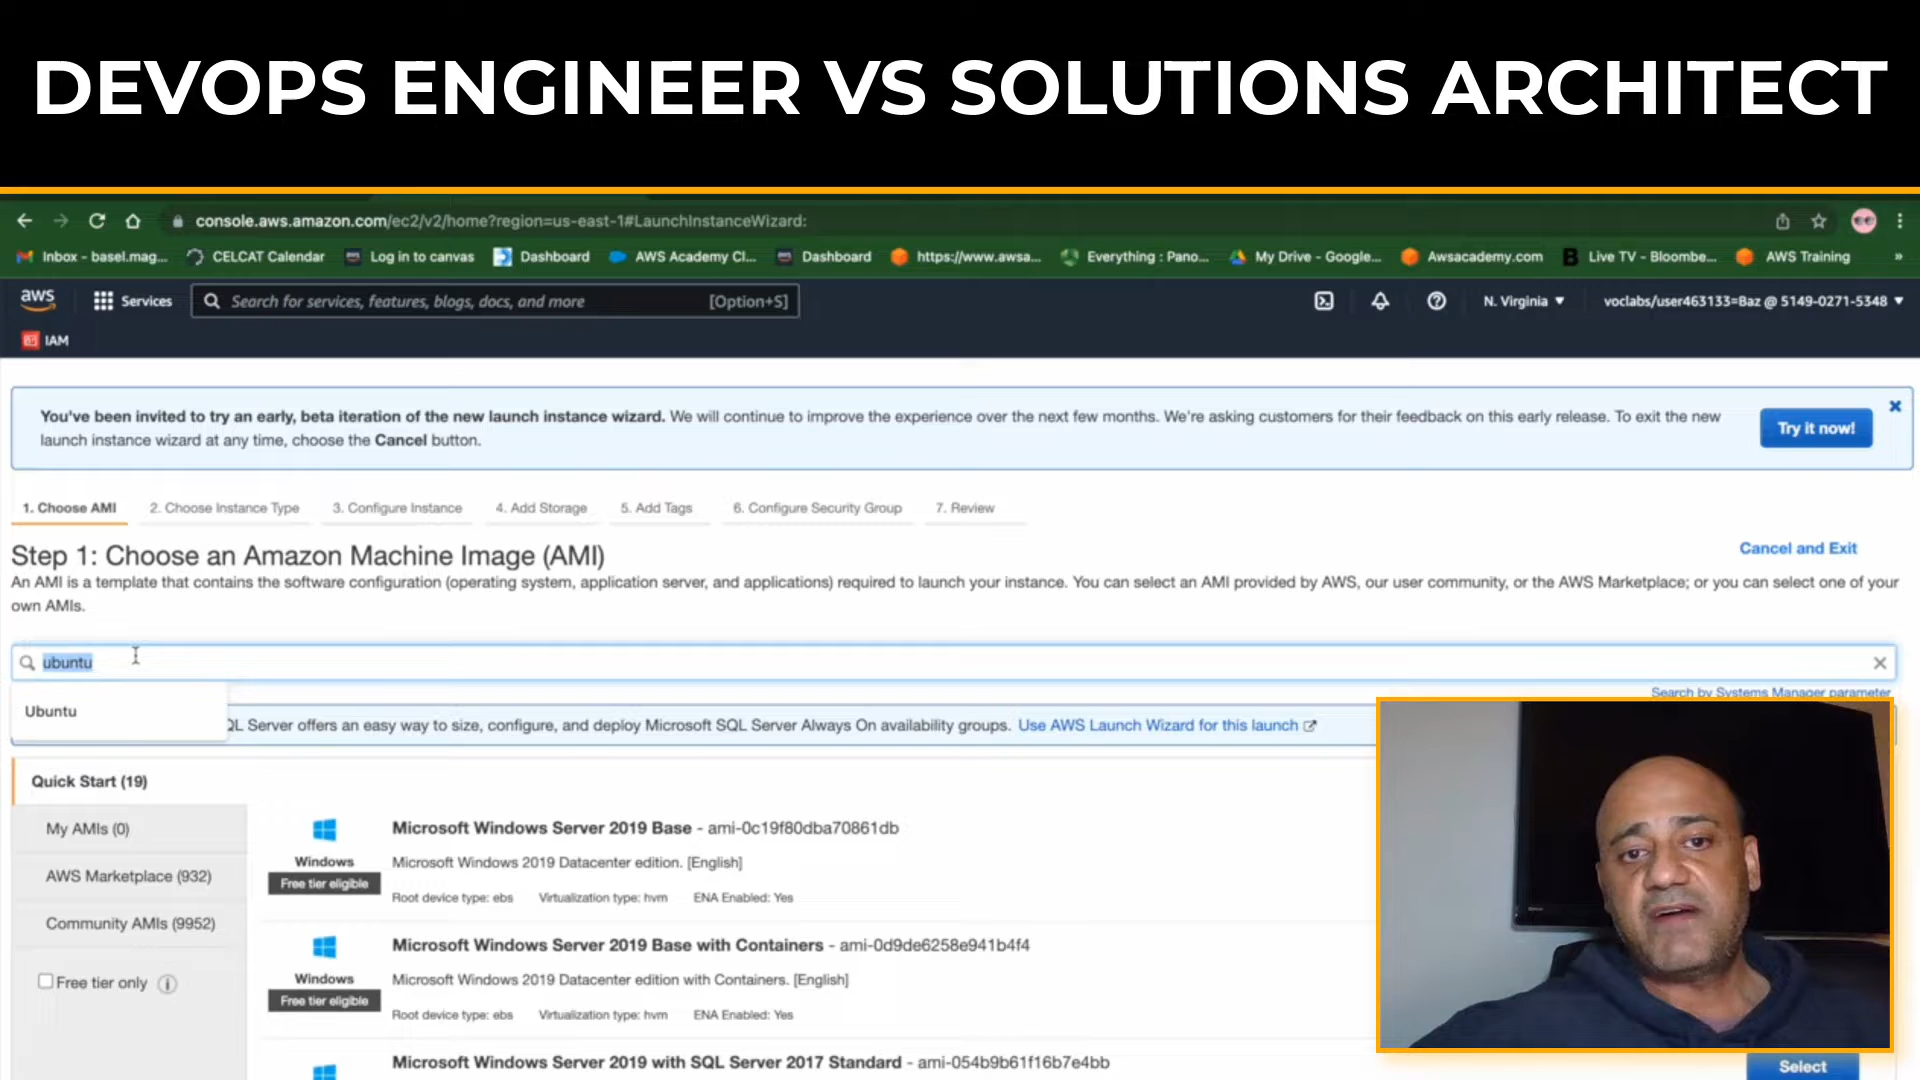 DEVOPS ENGINEER VS SOLUTIONS ARCHITECT
console.aws.amazon.com/ec2/v2/home?region=us-east-1#LaunchInstanceWizard:
Inbox - basel.mag... CELCAT Calendar Log in to canvas Dashboard AWS Academy Cl... Dashboard https://www.awsa... Everything : Pano... My Drive - Google... Awsacademy.com Live TV - Bloombe... AWS Training »
aws Services Search for services, features, blogs, docs, and more [Option+S] N. Virginia voclabs/user463133=Baz @ 5149-0271-5348
IAM
You've been invited to try an early, beta iteration of the new launch instance wizard. We will continue to improve the experience over the next few months. We're asking customers for their feedback on this early release. To exit the new
launch instance wizard at any time, choose the Cancel button.
Try it now!
1. Choose AMI 2. Choose Instance Type 3. Configure Instance 4. Add Storage 5. Add Tags 6. Configure Security Group 7. Review
Step 1: Choose an Amazon Machine Image (AMI)
Cancel and Exit
An AMI is a template that contains the software configuration (operating system, application server, and applications) required to launch your instance. You can select an AMI provided by AWS, our user community, or the AWS Marketplace; or you can select one of your
own AMIs.
ubuntu
Ubuntu
Search by Systems Manager parameter
QL Server offers an easy way to size, configure, and deploy Microsoft SQL Server Always On availability groups. Use AWS Launch Wizard for this launch
Quick Start (19)
My AMIs (0)
AWS Marketplace (932)
Community AMIs (9952)
Free tier only
Microsoft Windows Server 2019 Base - ami-0c19f80dba70861db
Windows
Free tier eligible
Microsoft Windows 2019 Datacenter edition. [English]
Root device type: ebs Virtualization type: hvm ENA Enabled: Yes
Microsoft Windows Server 2019 Base with Containers - ami-0d9de6258e941b4f4
Windows
Free tier eligible
Microsoft Windows 2019 Datacenter edition with Containers. [English]
Root device type: ebs Virtualization type: hvm ENA Enabled: Yes
Microsoft Windows Server 2019 with SQL Server 2017 Standard - ami-054b9b61f16b7e4bb
Select